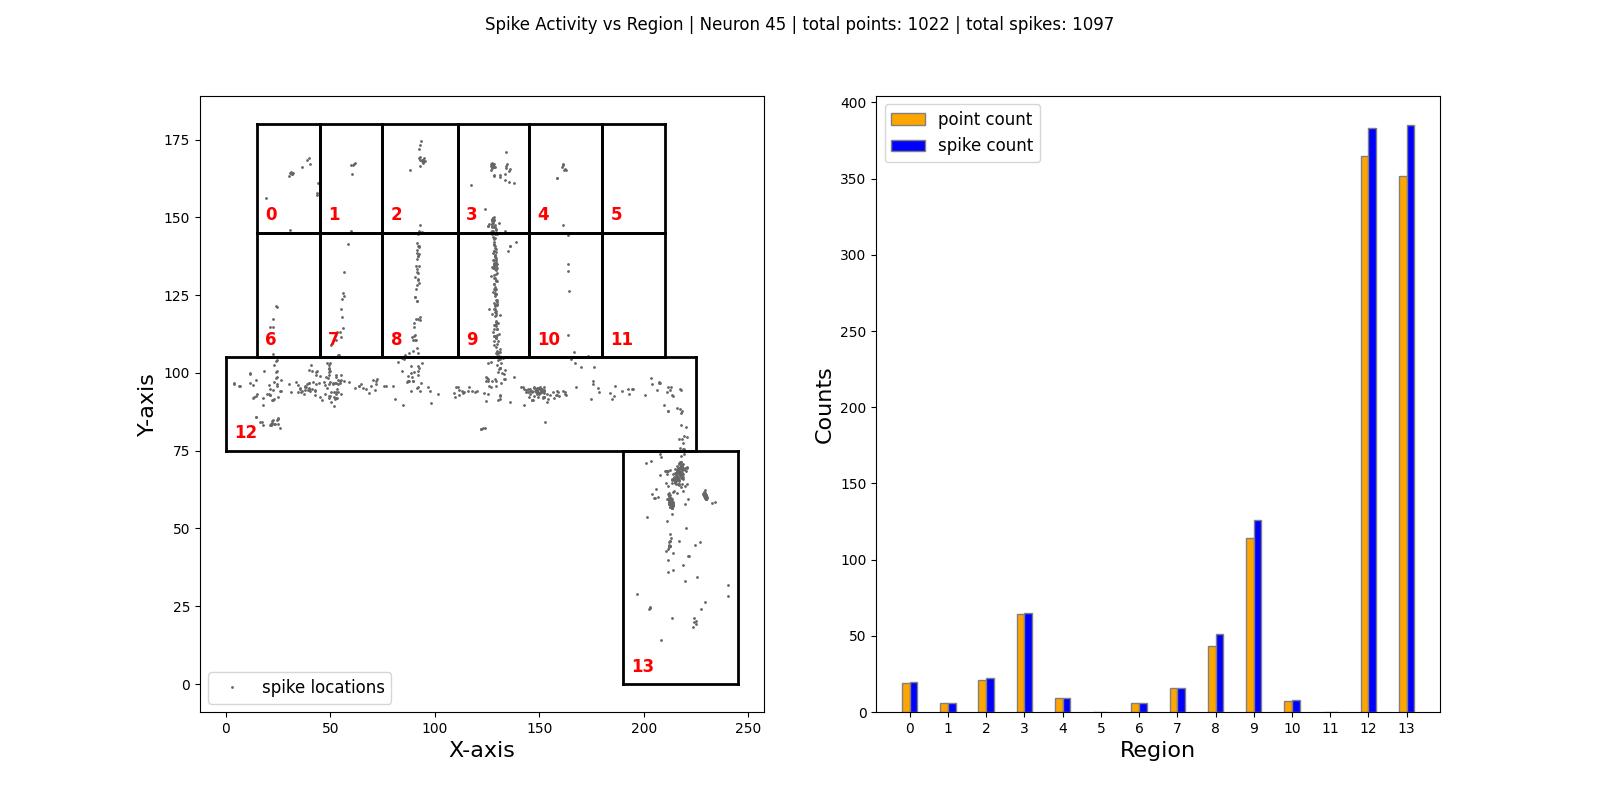 Spike Activity vs Region | Neuron 45 | total points: 1022 | total spikes: 1097
175
150
125
100
75
50
25
0
Y-axis
0 1 2 3 4 5
6 7 8 9 10 11
12
13
spike locations
0 50 100 150 200 250
X-axis
400
350
300
250
200
150
100
50
0
Counts
point count
spike count
0 1 2 3 4 5 6 7 8 9 10 11 12 13
Region